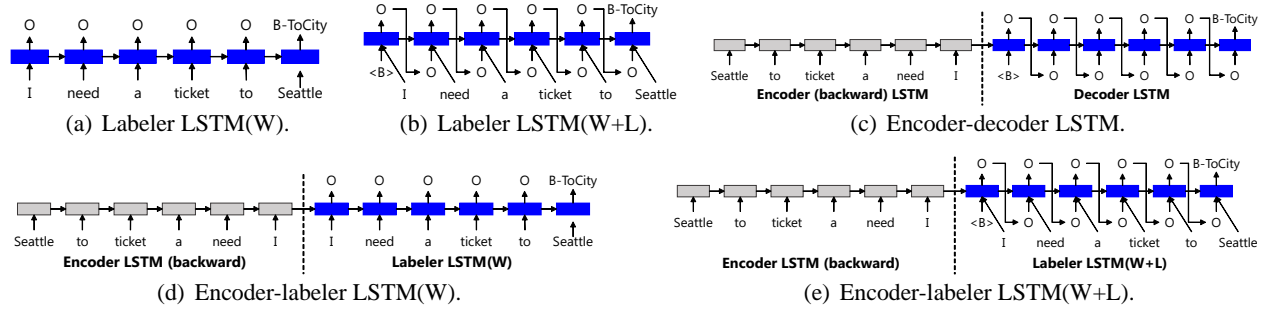 O O O O O B-ToCity
I need a ticket to Seattle
(a) Labeler LSTM(W).
O O O O O B-ToCity
<B> O O O O O
I need a ticket to Seattle
(b) Labeler LSTM(W+L).
O O O O O B-ToCity
Seattle to ticket a need I <B> O O O O O
Encoder (backward) LSTM Decoder LSTM
(c) Encoder-decoder LSTM.
O O O O O B-ToCity
Seattle to ticket a need I I need a ticket to Seattle
Encoder LSTM (backward) Labeler LSTM(W)
(d) Encoder-labeler LSTM(W).
O O O O O B-ToCity
Seattle to ticket a need I <B> O O O O O
I need a ticket to Seattle
Encoder LSTM (backward) Labeler LSTM(W+L)
(e) Encoder-labeler LSTM(W+L).